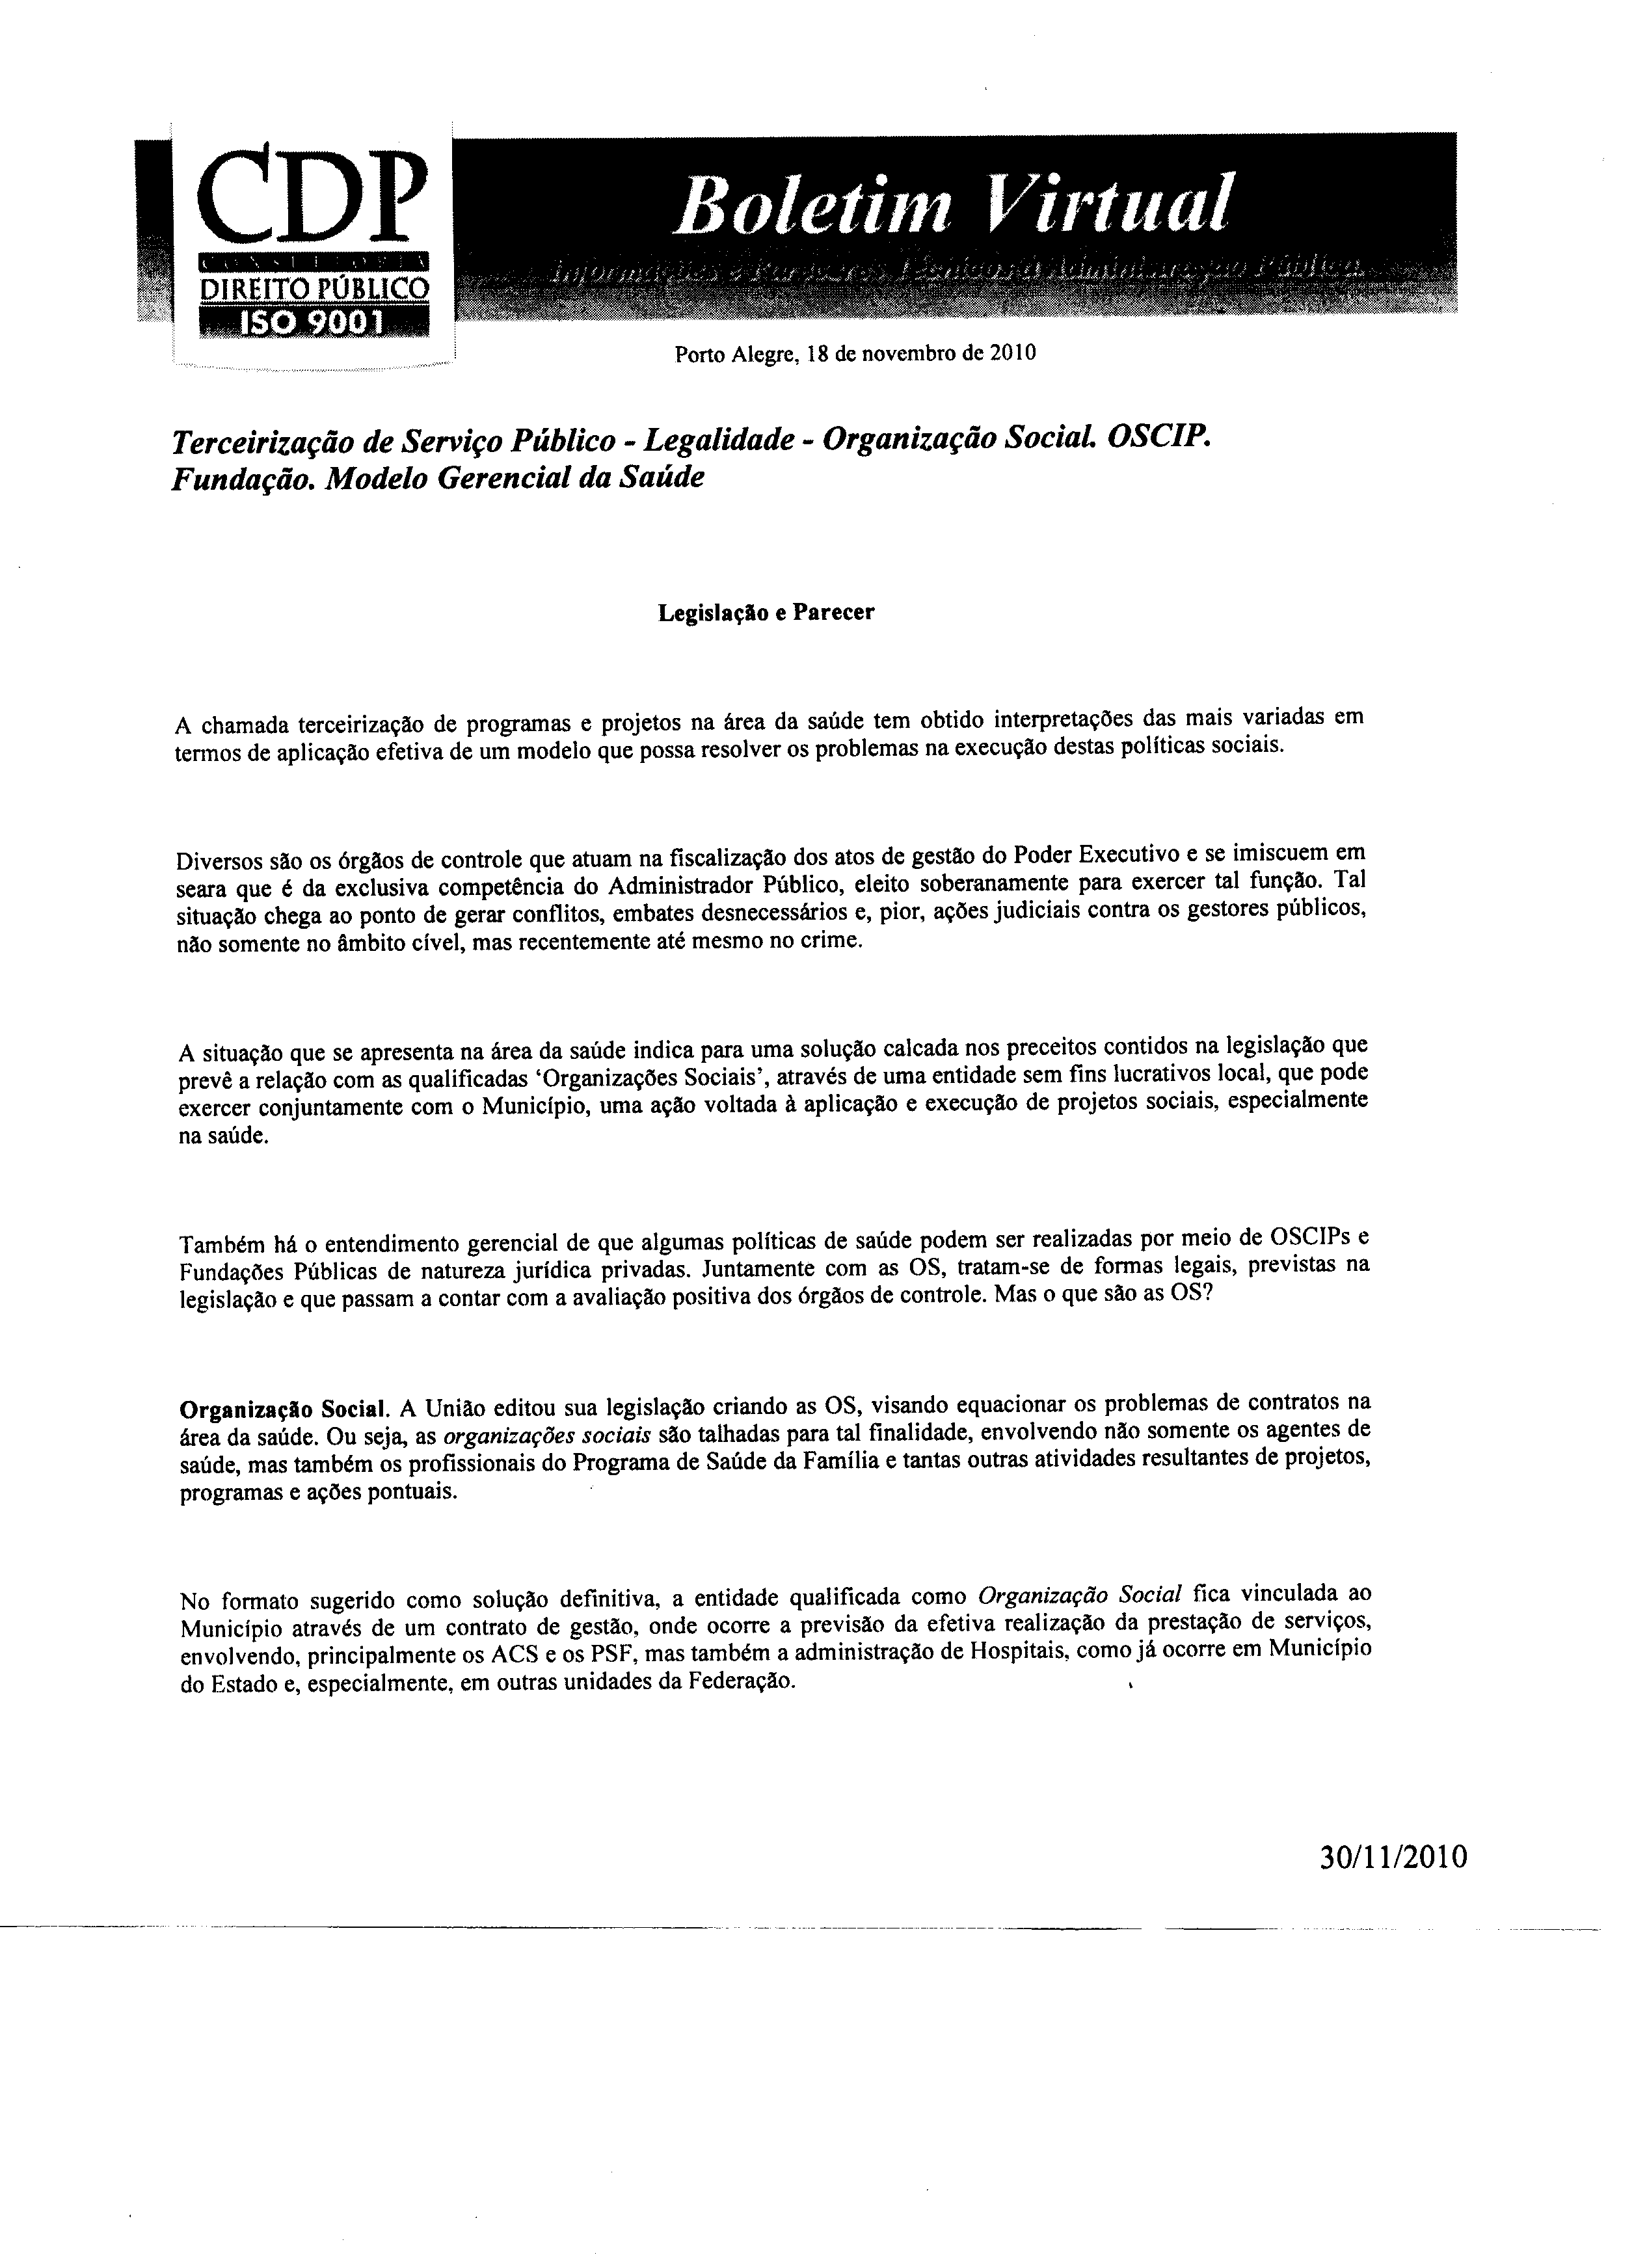 CDP
CONSULTORIA
DIREITO PÚBLICO
ISO 9001
Boletim Virtual
Informações e Pareceres Técnicos à Administração Pública
Porto Alegre, 18 de novembro de 2010
Terceirização de Serviço Público - Legalidade - Organização Social. OSCIP.
Fundação. Modelo Gerencial da Saúde
Legislação e Parecer
A chamada terceirização de programas e projetos na área da saúde tem obtido interpretações das mais variadas em
termos de aplicação efetiva de um modelo que possa resolver os problemas na execução destas políticas sociais.
Diversos são os órgãos de controle que atuam na fiscalização dos atos de gestão do Poder Executivo e se imiscuem em
seara que é da exclusiva competência do Administrador Público, eleito soberanamente para exercer tal função. Tal
situação chega ao ponto de gerar conflitos, embates desnecessários e, pior, ações judiciais contra os gestores públicos,
não somente no âmbito cível, mas recentemente até mesmo no crime.
A situação que se apresenta na área da saúde indica para uma solução calcada nos preceitos contidos na legislação que
prevê a relação com as qualificadas ‘Organizações Sociais’, através de uma entidade sem fins lucrativos local, que pode
exercer conjuntamente com o Município, uma ação voltada à aplicação e execução de projetos sociais, especialmente
na saúde.
Também há o entendimento gerencial de que algumas políticas de saúde podem ser realizadas por meio de OSCIPs e
Fundações Públicas de natureza jurídica privadas. Juntamente com as OS, tratam-se de formas legais, previstas na
legislação e que passam a contar com a avaliação positiva dos órgãos de controle. Mas o que são as OS?
Organização Social. A União editou sua legislação criando as OS, visando equacionar os problemas de contratos na
área da saúde. Ou seja, as organizações sociais são talhadas para tal finalidade, envolvendo não somente os agentes de
saúde, mas também os profissionais do Programa de Saúde da Família e tantas outras atividades resultantes de projetos,
programas e ações pontuais.
No formato sugerido como solução definitiva, a entidade qualificada como Organização Social fica vinculada ao
Município através de um contrato de gestão, onde ocorre a previsão da efetiva realização da prestação de serviços,
envolvendo, principalmente os ACS e os PSF, mas também a administração de Hospitais, como já ocorre em Município
do Estado e, especialmente, em outras unidades da Federação.
30/11/2010